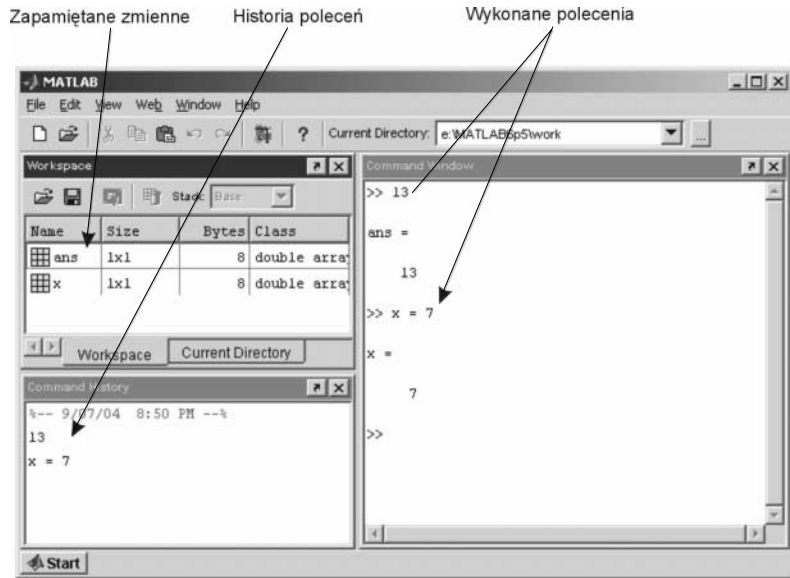 Zapamiętane zmienne Historia poleceń Wykonane polecenia
MATLAB
File Edit View Web Window Help
? Current Directory: e:\MATLAB6p5\work ...
Workspace
Stack: Base
Name Size Bytes Class
ans 1x1 8 double array
x 1x1 8 double array
Workspace Current Directory
Command History
%-- 9/07/04 8:50 PM --%
13
x = 7
Command Window
>> 13
ans =
13
>> x = 7
x =
7
>>
Start